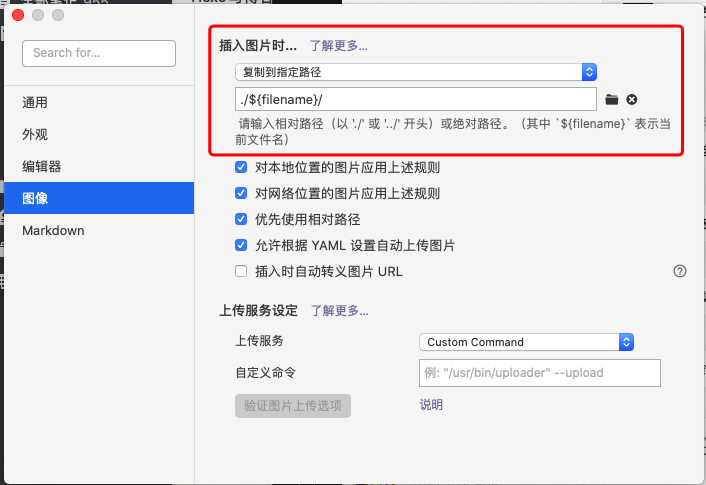 Search for...
通用
外观
编辑器
图像
Markdown
插入图片时... 了解更多...
复制到指定路径
./${filename}/
请输入相对路径（以 './' 或 '../' 开头）或绝对路径。（其中 `${filename}` 表示当
前文件名）
对本地位置的图片应用上述规则
对网络位置的图片应用上述规则
优先使用相对路径
允许根据 YAML 设置自动上传图片
插入时自动转义图片 URL
上传服务设定 了解更多...
上传服务 Custom Command
自定义命令 例: "/usr/bin/uploader" --upload
验证图片上传选项 说明